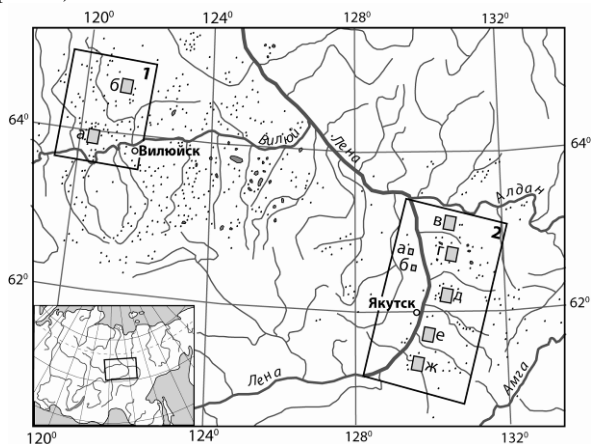 120⁰ 124⁰ 128⁰ 132⁰
1
б
64⁰
а
Вилюйск
Вилюй
Лена
64⁰
Алдан
в
2
а
г
б
62⁰
д
Якутск
62⁰
е
ж
Лена
Амга
120⁰ 124⁰ 128⁰ 132⁰